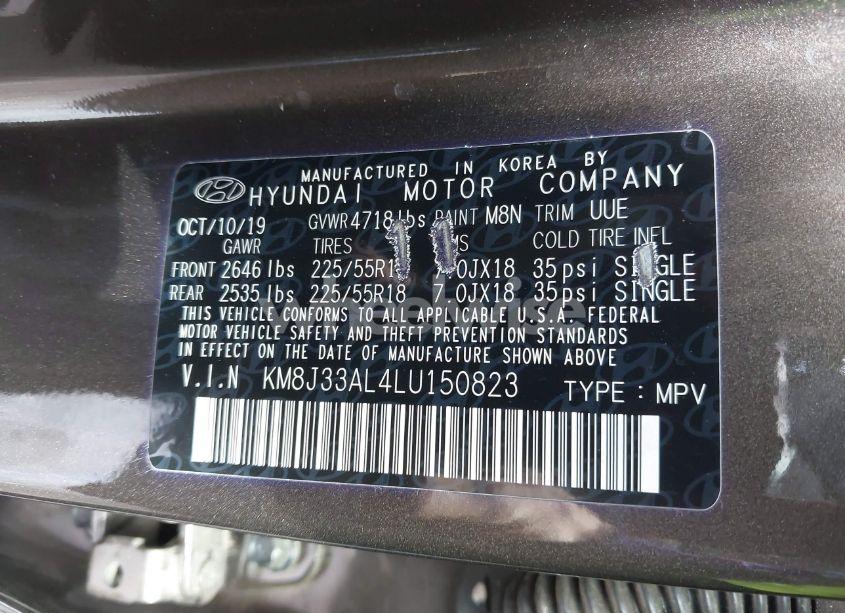 MANUFACTURED IN KOREA BY
HYUNDAI MOTOR COMPANY
OCT/10/19 GVWR 4718 lbs PAINT M8N TRIM UUE
GAWR TIRES COLD TIRE INFL
FRONT 2646 lbs 225/55R18 35 psi SINGLE
REAR 2535 lbs 225/55R18 7.0JX18 35 psi SINGLE
THIS VEHICLE CONFORMS TO ALL APPLICABLE U.S.A. FEDERAL
MOTOR VEHICLE SAFETY AND THEFT PREVENTION STANDARDS
IN EFFECT ON THE DATE OF MANUFACTURE SHOWN ABOVE.
V.I.N KM8J33AL4LU150823 TYPE : MPV